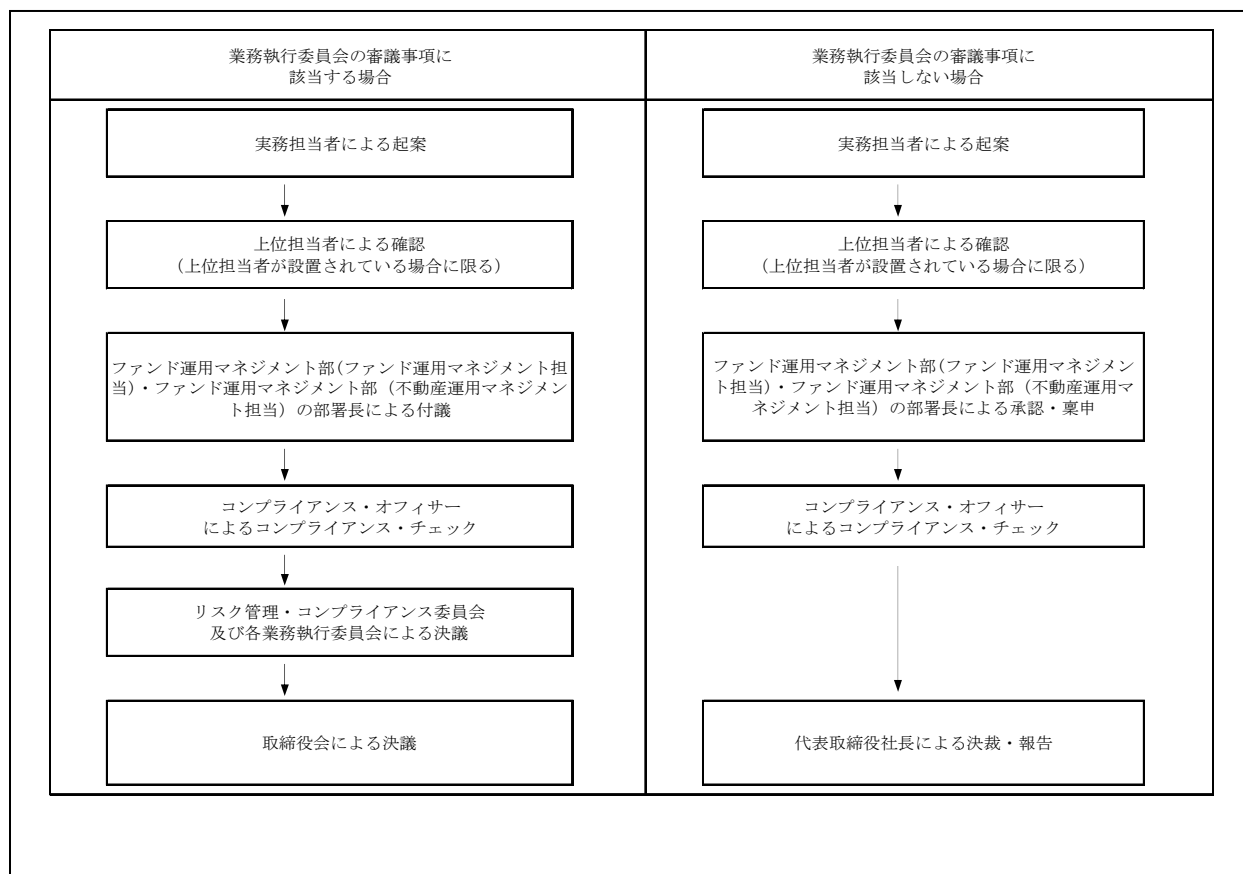 業務執行委員会の審議事項に
該当する場合
実務担当者による起案
上位担当者による確認
（上位担当者が設置されている場合に限る）
ファンド運用マネジメント部(ファンド運用マネジメント担
当)・ファンド運用マネジメント部（不動産運用マネジメン
ト担当）の部署長による付議
コンプライアンス・オフィサー
によるコンプライアンス・チェック
リスク管理・コンプライアンス委員会
及び各業務執行委員会による決議
取締役会による決議
業務執行委員会の審議事項に
該当しない場合
実務担当者による起案
上位担当者による確認
（上位担当者が設置されている場合に限る）
ファンド運用マネジメント部(ファンド運用マネジメン
ト担当)・ファンド運用マネジメント部（不動産運用マ
ネジメント担当）の部署長による承認・稟申
コンプライアンス・オフィサー
によるコンプライアンス・チェック
代表取締役社長による決裁・報告